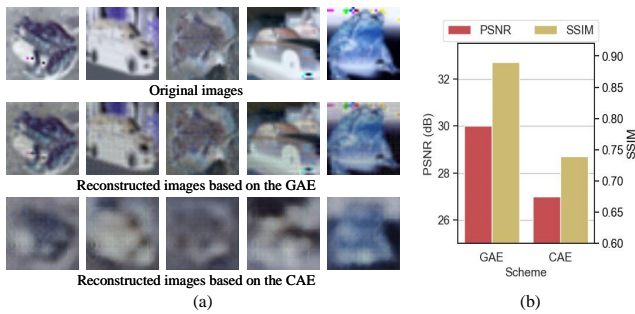 Original images
Reconstructed images based on the GAE
Reconstructed images based on the CAE
(a)
PSNR SSIM
32
30
28
26
PSNR (dB)
0.90
0.85
0.80
0.75
0.70
0.65
0.60
SSIM
GAE CAE
Scheme
(b)